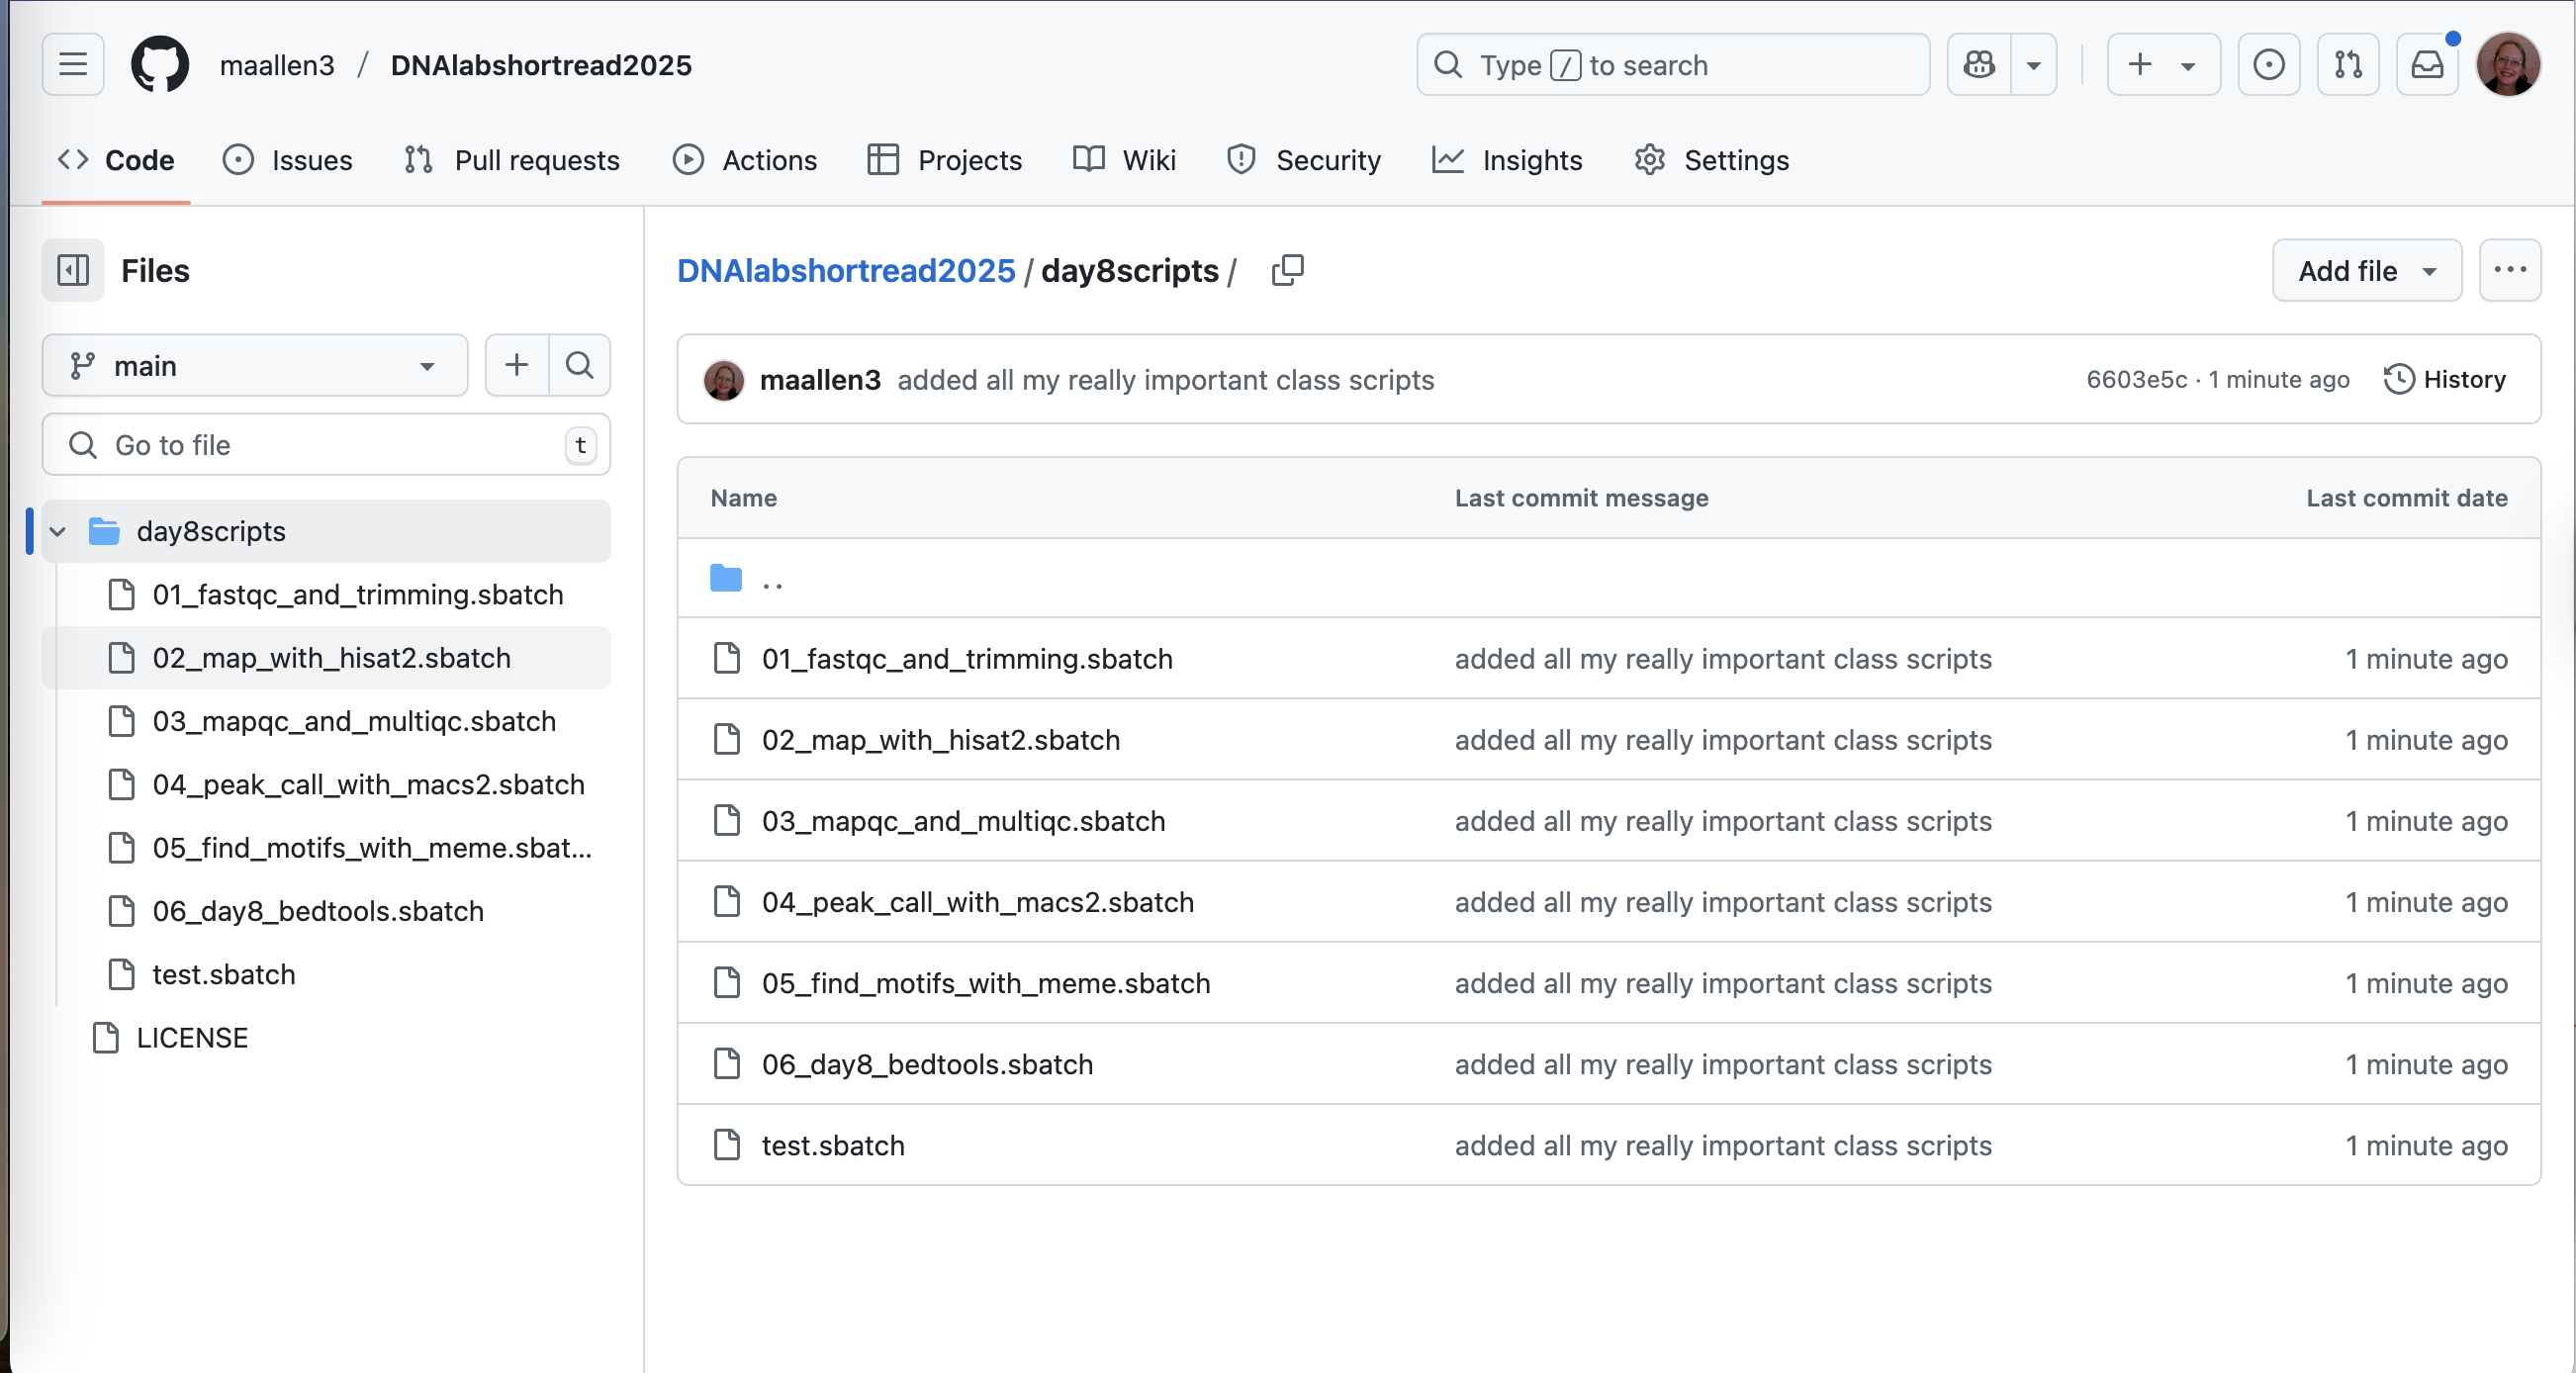 maallen3 / DNAlabshortread2025
Type / to search
Code Issues Pull requests Actions Projects Wiki Security Insights Settings
Files
main
Go to file t
day8scripts
01_fastqc_and_trimming.sbatch
02_map_with_hisat2.sbatch
03_mapqc_and_multiqc.sbatch
04_peak_call_with_macs2.sbatch
05_find_motifs_with_meme.sbat...
06_day8_bedtools.sbatch
test.sbatch
LICENSE
DNAlabshortread2025 / day8scripts /
Add file
maallen3 added all my really important class scripts 6603e5c · 1 minute ago History
Name Last commit message Last commit date
..
01_fastqc_and_trimming.sbatch added all my really important class scripts 1 minute ago
02_map_with_hisat2.sbatch added all my really important class scripts 1 minute ago
03_mapqc_and_multiqc.sbatch added all my really important class scripts 1 minute ago
04_peak_call_with_macs2.sbatch added all my really important class scripts 1 minute ago
05_find_motifs_with_meme.sbatch added all my really important class scripts 1 minute ago
06_day8_bedtools.sbatch added all my really important class scripts 1 minute ago
test.sbatch added all my really important class scripts 1 minute ago